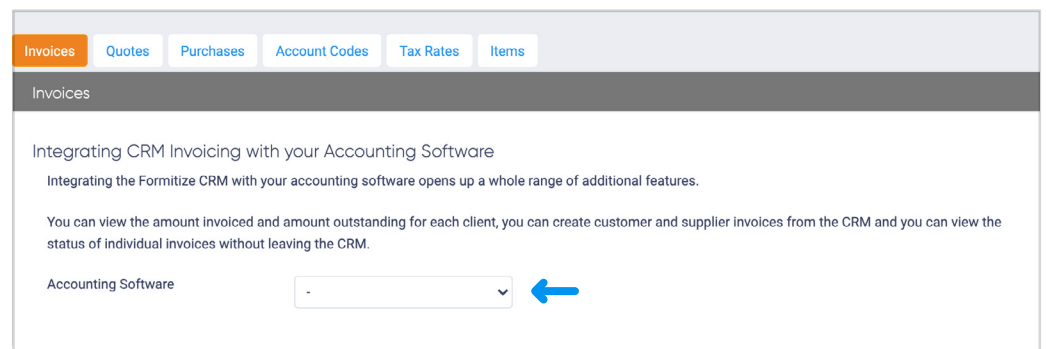 Invoices Quotes Purchases Account Codes Tax Rates Items
Invoices
Integrating CRM Invoicing with your Accounting Software
Integrating the Formitize CRM with your accounting software opens up a whole range of additional features.
You can view the amount invoiced and amount outstanding for each client, you can create customer and supplier invoices from the CRM and you can view the
status of individual invoices without leaving the CRM.
Accounting Software -